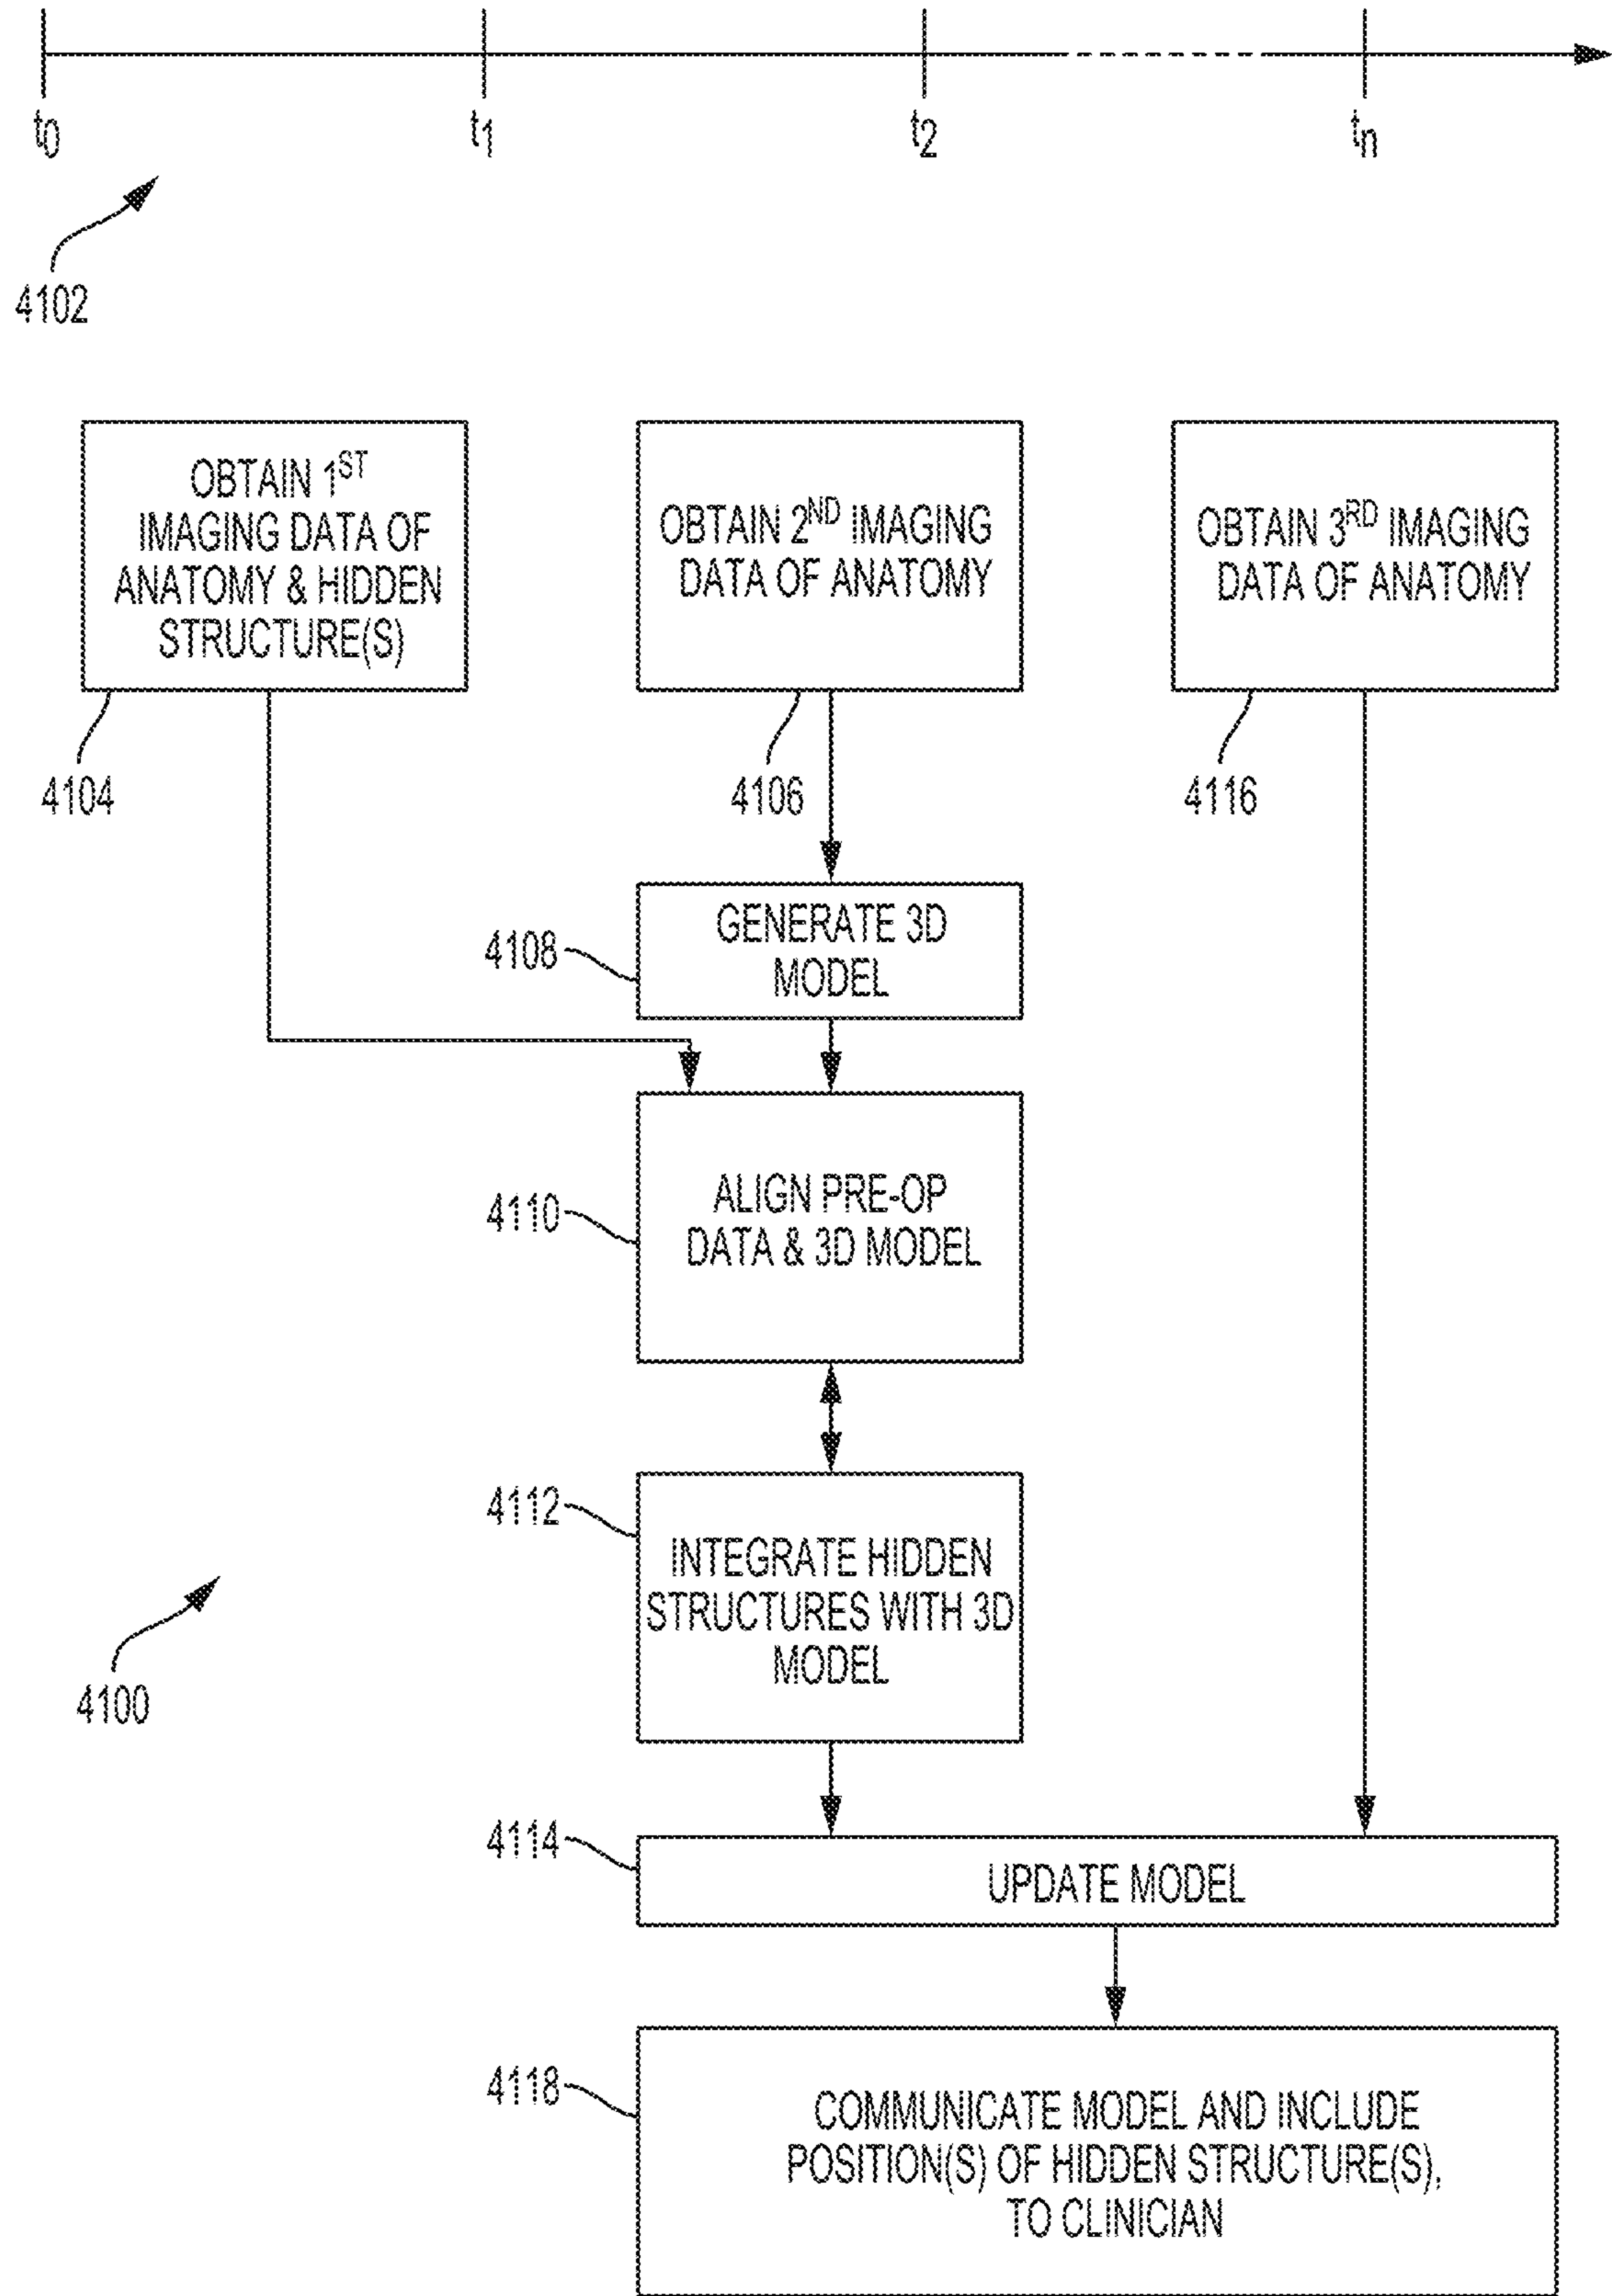 t0 t1 t2 tn
4102
OBTAIN 1ST
IMAGING DATA OF
ANATOMY & HIDDEN
STRUCTURE(S)
OBTAIN 2ND IMAGING
DATA OF ANATOMY
OBTAIN 3RD IMAGING
DATA OF ANATOMY
4104
4106
4116
4108
GENERATE 3D
MODEL
4110
ALIGN PRE-OP
DATA & 3D MODEL
4112
INTEGRATE HIDDEN
STRUCTURES WITH 3D
MODEL
4100
4114
UPDATE MODEL
4118
COMMUNICATE MODEL AND INCLUDE
POSITION(S) OF HIDDEN STRUCTURE(S),
TO CLINICIAN